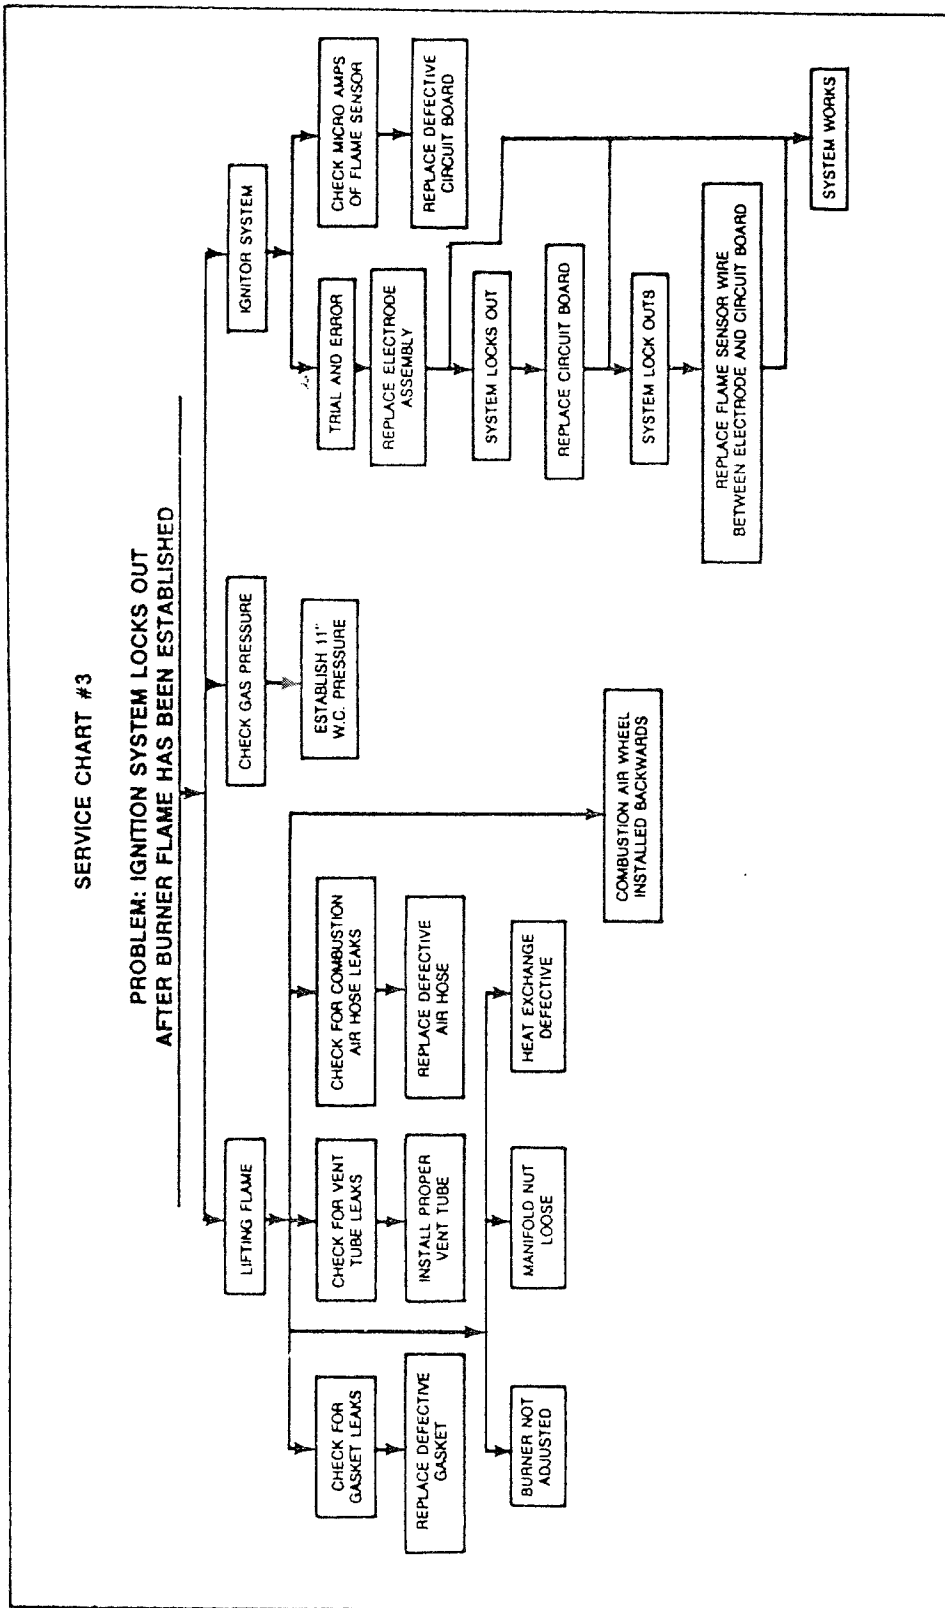 SERVICE CHART #3
PROBLEM: IGNITION SYSTEM LOCKS OUT
AFTER BURNER FLAME HAS BEEN ESTABLISHED
LIFTING FLAME
CHECK GAS PRESSURE
IGNITOR SYSTEM
CHECK FOR
GASKET LEAKS
CHECK FOR VENT
TUBE LEAKS
CHECK FOR COMBUSTION
AIR HOSE LEAKS
ESTABLISH 11"
W.C. PRESSURE
TRIAL AND ERROR
CHECK MICRO AMPS
OF FLAME SENSOR
REPLACE DEFECTIVE
GASKET
INSTALL PROPER
VENT TUBE
REPLACE DEFECTIVE
AIR HOSE
REPLACE ELECTRODE
ASSEMBLY
REPLACE DEFECTIVE
CIRCUIT BOARD
BURNER NOT
ADJUSTED
MANIFOLD NUT
LOOSE
HEAT EXCHANGE
DEFECTIVE
SYSTEM LOCKS OUT
COMBUSTION AIR WHEEL
INSTALLED BACKWARDS
REPLACE CIRCUIT BOARD
SYSTEM LOCK OUTS
REPLACE FLAME SENSOR WIRE
BETWEEN ELECTRODE AND CIRCUIT BOARD
SYSTEM WORKS